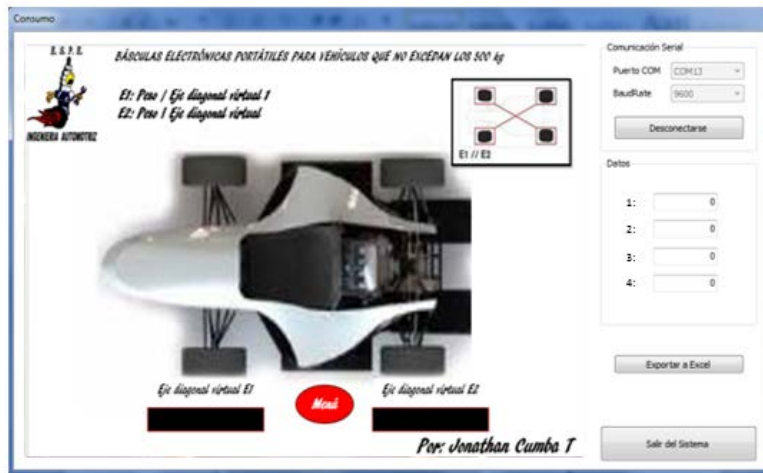 Consumo
E. S. P. E.
INGENIERIA AUTOMOTRIZ
BÁSCULAS ELECTRÓNICAS PORTÁTILES PARA VEHÍCULOS QUE NO EXCEDAN LOS 500 kg
E1: Peso / Eje diagonal virtual 1
E2: Peso / Eje diagonal virtual
E1 // E2
Eje diagonal virtual E1
Eje diagonal virtual E2
Menú
Por: Jonathan Cumba T
Comunicación Serial
Puerto COM COM13
BaudRate 9600
Desconectarse
Datos
1: 0
2: 0
3: 0
4: 0
Exportar a Excel
Salir del Sistema